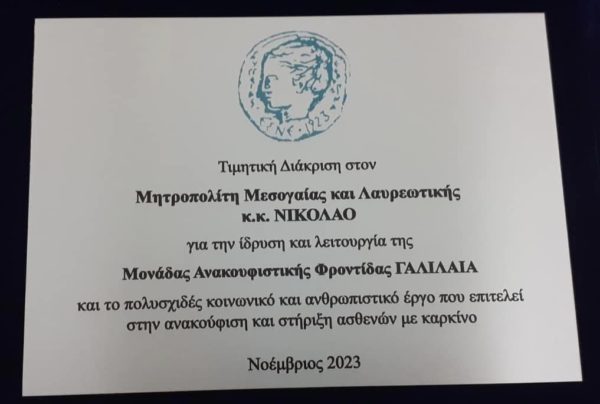 ΕΓΝΕ 1923
Τιμητική Διάκριση στον
Μητροπολίτη Μεσογαίας και Λαυρεωτικής
κ.κ. ΝΙΚΟΛΑΟ
για την ίδρυση και λειτουργία της
Μονάδας Ανακουφιστικής Φροντίδας ΓΑΛΙΛΑΙΑ
και το πολυσχιδές κοινωνικό και ανθρωπιστικό έργο που επιτελεί
στην ανακούφιση και στήριξη ασθενών με καρκίνο
Νοέμβριος 2023